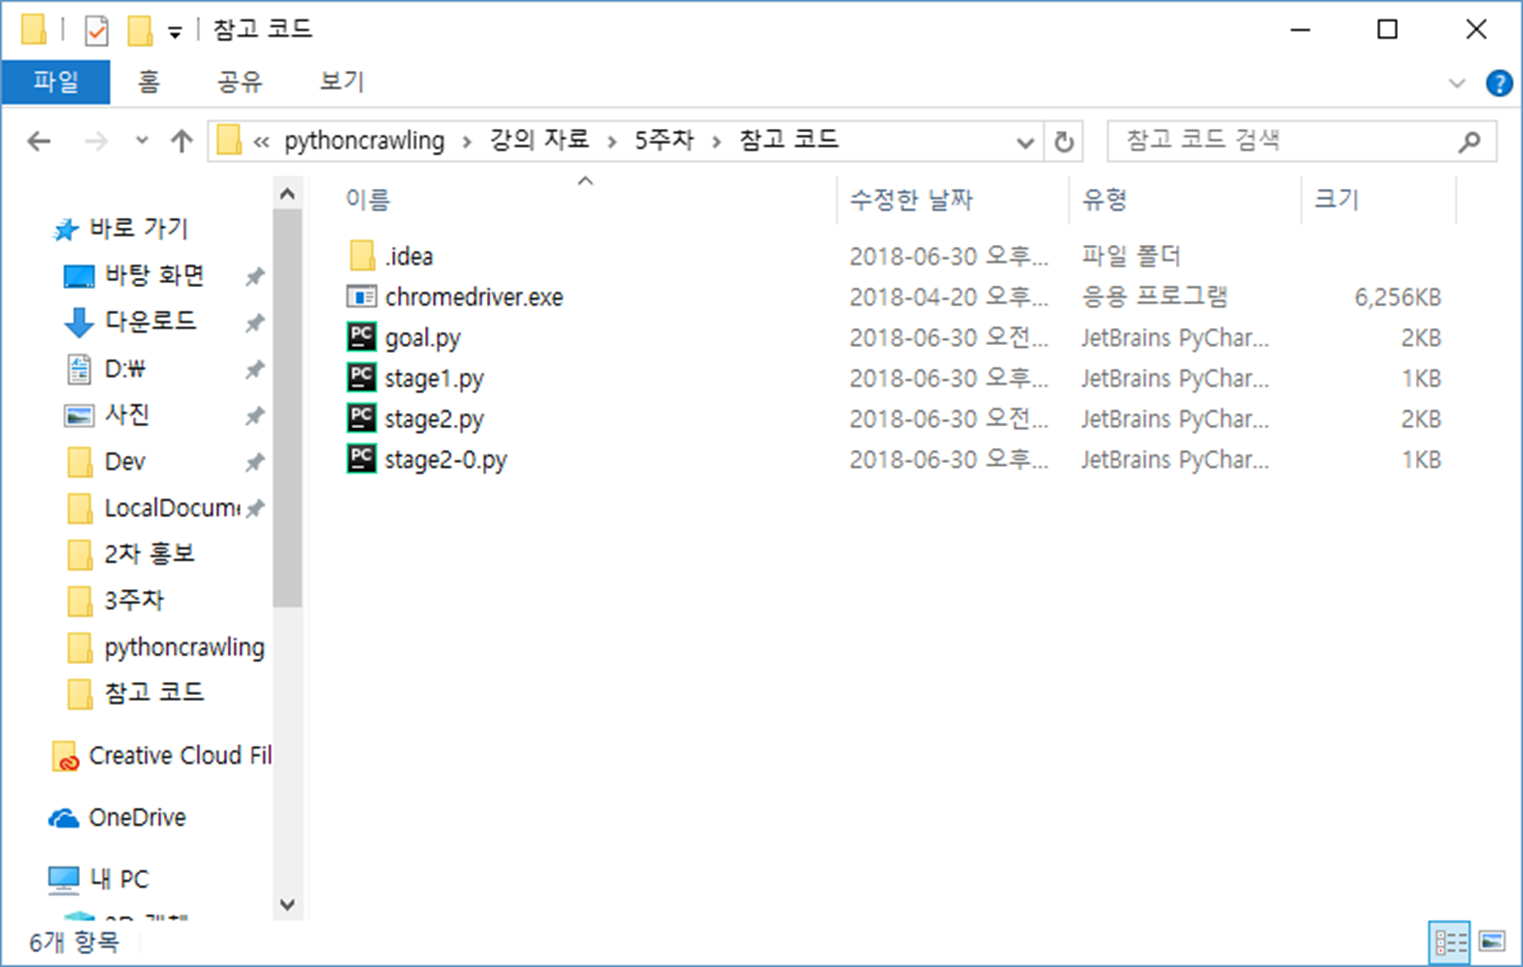 참고 코드
파일 홈 공유 보기
« pythoncrawling > 강의 자료 > 5주차 > 참고 코드
참고 코드 검색
이름 수정한 날짜 유형 크기
.idea 2018-06-30 오후... 파일 폴더
chromedriver.exe 2018-04-20 오후... 응용 프로그램 6,256KB
goal.py 2018-06-30 오전... JetBrains PyChar... 2KB
stage1.py 2018-06-30 오후... JetBrains PyChar... 1KB
stage2.py 2018-06-30 오전... JetBrains PyChar... 2KB
stage2-0.py 2018-06-30 오후... JetBrains PyChar... 1KB
바로 가기
바탕 화면
다운로드
D:₩
사진
Dev
LocalDocum
2차 홍보
3주차
pythoncrawling
참고 코드
Creative Cloud Fil
OneDrive
내 PC
6개 항목